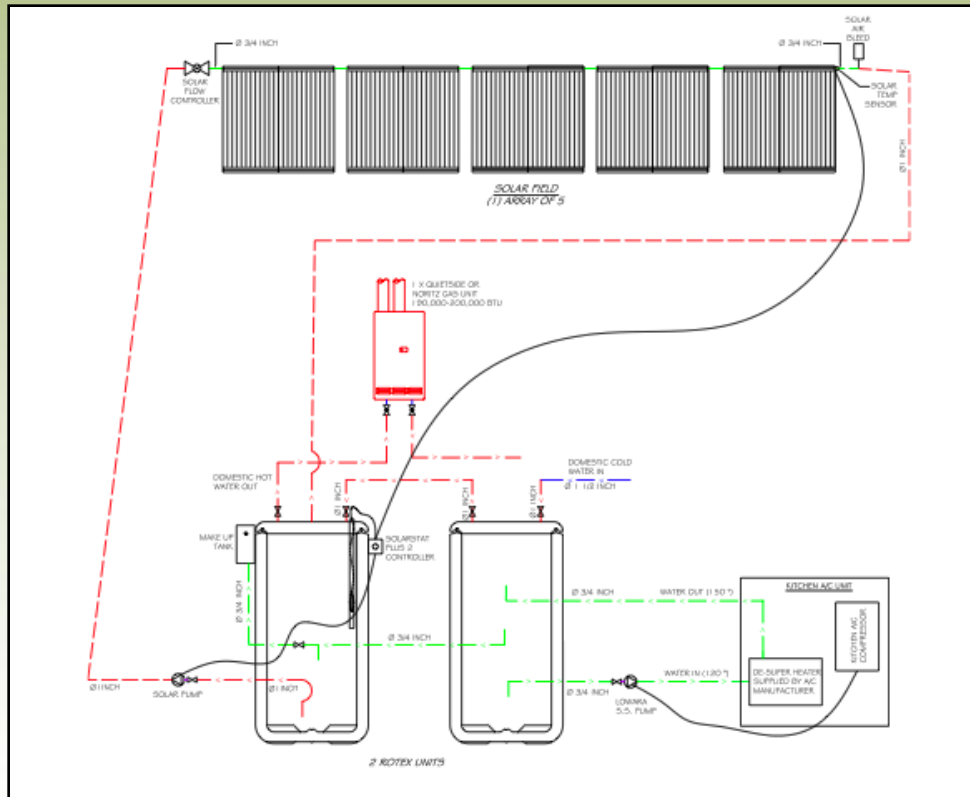 SOLAR
AIR
BLEED
Ø 3/4 INCH
Ø 3/4 INCH
SOLAR
FLOW
CONTROLLER
SOLAR
TEMP
SENSOR
Ø1 INCH
SOLAR FIELD
(1) ARRAY OF 5
1 X QUIETSIDE OR
NORITZ GAS UNIT
190,000-200,000 BTU
DOMESTIC HOT
WATER OUT
Ø1 INCH
Ø1 INCH
Ø1 INCH
DOMESTIC COLD
WATER IN
Ø 1 1/2 INCH
MAKE UP
TANK
SOLARSTAT
PLUS 2
CONTROLLER
Ø 3/4 INCH
Ø 3/4 INCH
Ø 3/4 INCH
WATER OUT (130 °)
KITCHEN A/C UNIT
KITCHEN A/C
COMPRESSOR
DE-SUPER HEATER
SUPPLIED BY A/C
MANUFACTURER
WATER IN (120 °)
Ø 3/4 INCH
LOWARA
S.S. PUMP
Ø1 INCH
SOLAR PUMP
Ø1 INOT
2 ROTEX UNITS